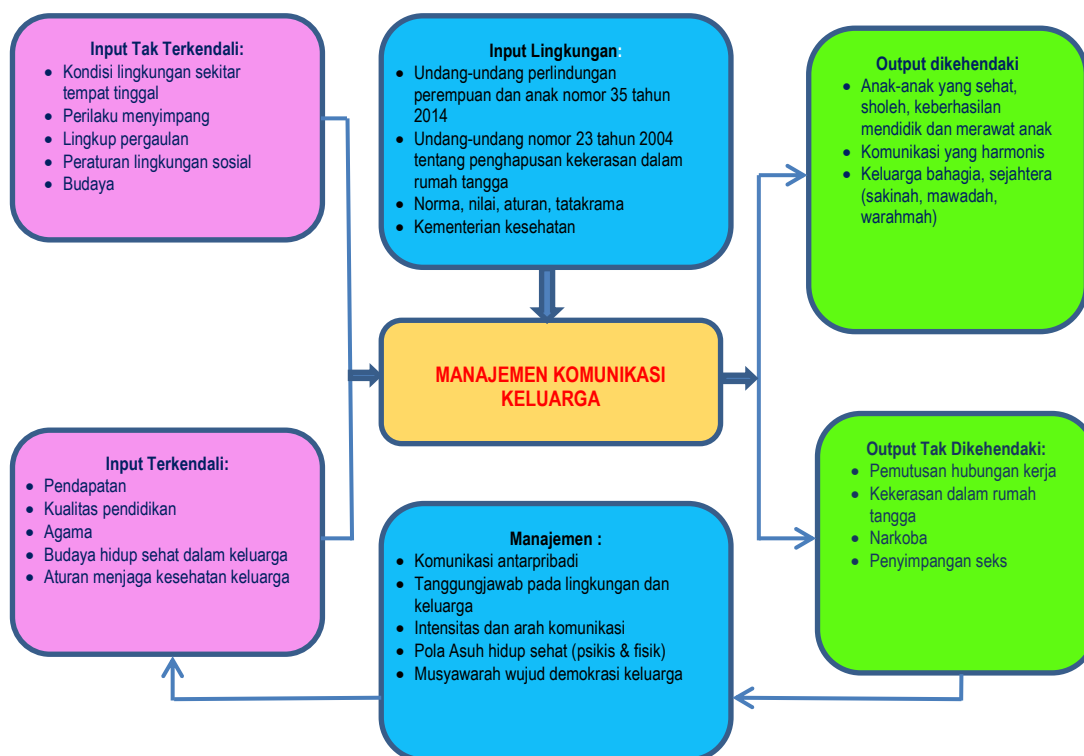 Input Tak Terkendali:
• Kondisi lingkungan sekitar
tempat tinggal
• Perilaku menyimpang
• Lingkup pergaulan
• Peraturan lingkungan sosial
• Budaya
Input Lingkungan:
• Undang-undang perlindungan
perempuan dan anak nomor 35 tahun
2014
• Undang-undang nomor 23 tahun 2004
tentang penghapusan kekerasan dalam
rumah tangga
• Norma, nilai, aturan, tatakrama
• Kementerian kesehatan
Output dikehendaki
• Anak-anak yang sehat,
sholeh, keberhasilan
mendidik dan merawat anak
• Komunikasi yang harmonis
• Keluarga bahagia, sejahtera
(sakinah, mawadah,
warahmah)
MANAJEMEN KOMUNIKASI
KELUARGA
Input Terkendali:
• Pendapatan
• Kualitas pendidikan
• Agama
• Budaya hidup sehat dalam keluarga
• Aturan menjaga kesehatan keluarga
Manajemen :
• Komunikasi antarpribadi
• Tanggungjawab pada lingkungan dan
keluarga
• Intensitas dan arah komunikasi
• Pola Asuh hidup sehat (psikis & fisik)
• Musyawarah wujud demokrasi keluarga
Output Tak Dikehendaki:
• Pemutusan hubungan kerja
• Kekerasan dalam rumah
tangga
• Narkoba
• Penyimpangan seks